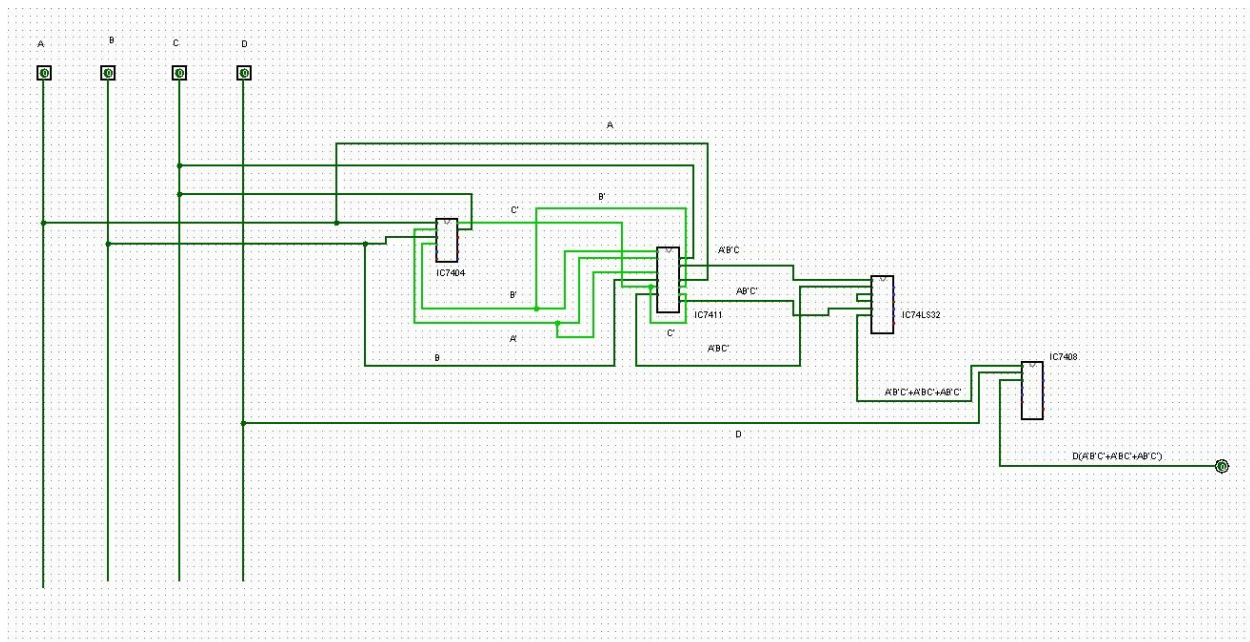 A
B
C
D
A
B'
C'
A'B'C
IC7404
AB'C'
B'
IC7411
IC74LS32
C'
A'
A'BC'
B
IC7408
A'B'C'+A'BC'+AB'C'
D
D(A'B'C'+A'BC'+AB'C')